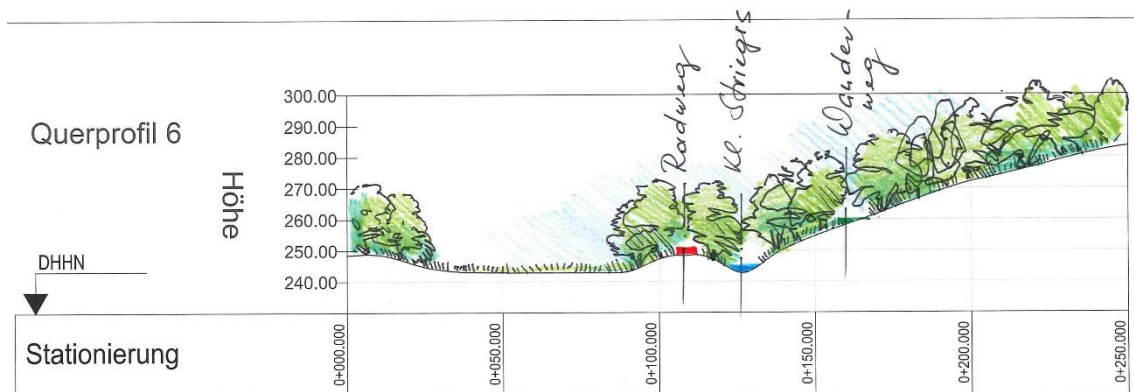 Querprofil 6
Höhe
300.00
290.00
280.00
270.00
260.00
250.00
240.00
Radweg
Kl. Striegis
Wander-
weg
DHHN
Stationierung
0+000.000
0+050.000
0+100.000
0+150.000
0+200.000
0+250.000